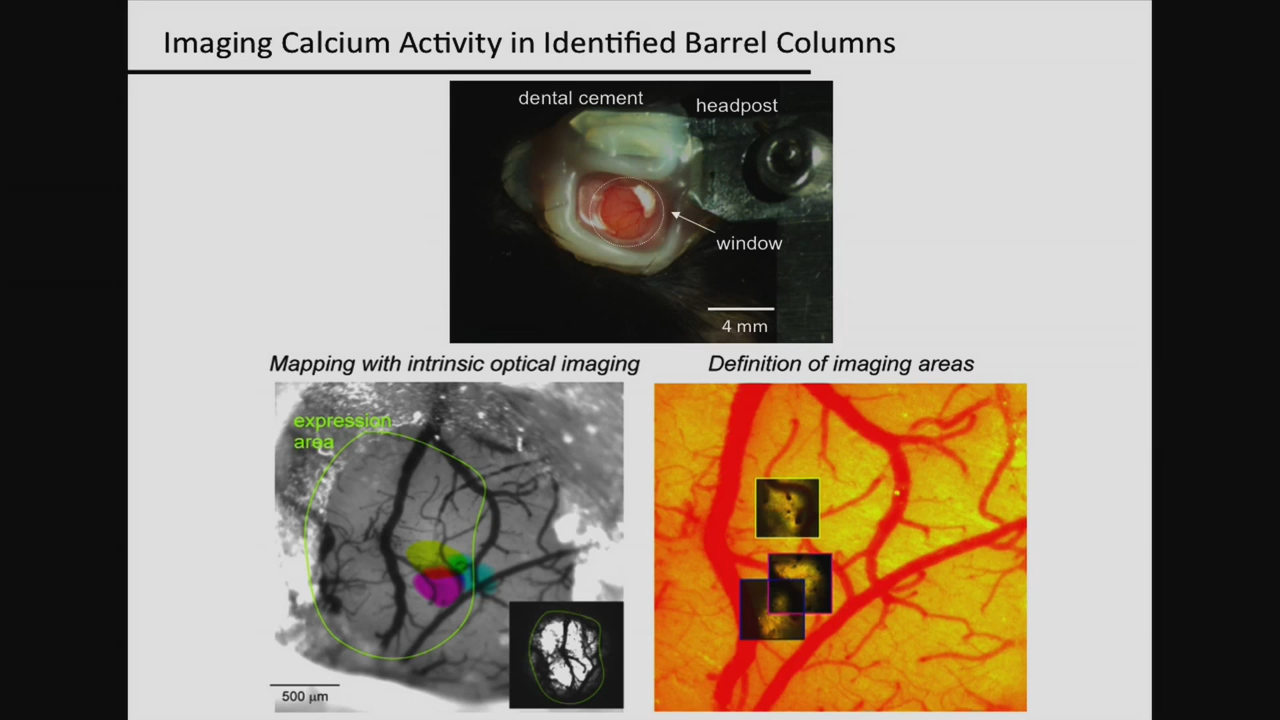 Imaging Calcium Activity in Identified Barrel Columns
dental cement
headpost
window
4 mm
Mapping with intrinsic optical imaging
Definition of imaging areas
expression
area
500 µm